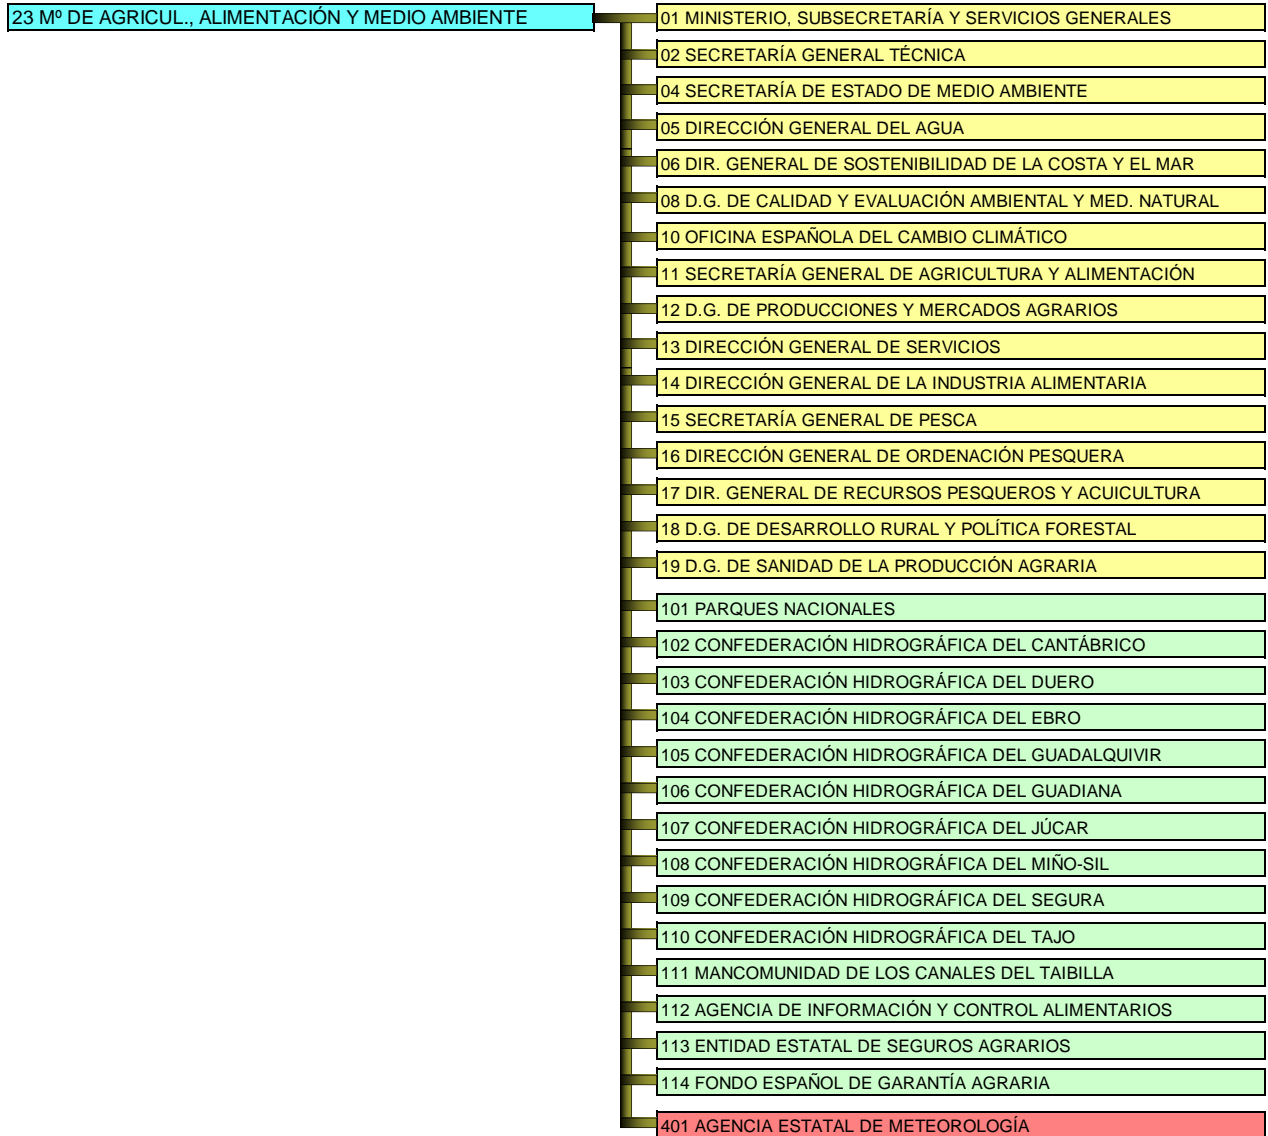 23 Mº DE AGRICUL., ALIMENTACIÓN Y MEDIO AMBIENTE
01 MINISTERIO, SUBSECRETARÍA Y SERVICIOS GENERALES
02 SECRETARÍA GENERAL TÉCNICA
04 SECRETARÍA DE ESTADO DE MEDIO AMBIENTE
05 DIRECCIÓN GENERAL DEL AGUA
06 DIR. GENERAL DE SOSTENIBILIDAD DE LA COSTA Y EL MAR
08 D.G. DE CALIDAD Y EVALUACIÓN AMBIENTAL Y MED. NATURAL
10 OFICINA ESPAÑOLA DEL CAMBIO CLIMÁTICO
11 SECRETARÍA GENERAL DE AGRICULTURA Y ALIMENTACIÓN
12 D.G. DE PRODUCCIONES Y MERCADOS AGRARIOS
13 DIRECCIÓN GENERAL DE SERVICIOS
14 DIRECCIÓN GENERAL DE LA INDUSTRIA ALIMENTARIA
15 SECRETARÍA GENERAL DE PESCA
16 DIRECCIÓN GENERAL DE ORDENACIÓN PESQUERA
17 DIR. GENERAL DE RECURSOS PESQUEROS Y ACUICULTURA
18 D.G. DE DESARROLLO RURAL Y POLÍTICA FORESTAL
19 D.G. DE SANIDAD DE LA PRODUCCIÓN AGRARIA
101 PARQUES NACIONALES
102 CONFEDERACIÓN HIDROGRÁFICA DEL CANTÁBRICO
103 CONFEDERACIÓN HIDROGRÁFICA DEL DUERO
104 CONFEDERACIÓN HIDROGRÁFICA DEL EBRO
105 CONFEDERACIÓN HIDROGRÁFICA DEL GUADALQUIVIR
106 CONFEDERACIÓN HIDROGRÁFICA DEL GUADIANA
107 CONFEDERACIÓN HIDROGRÁFICA DEL JÚCAR
108 CONFEDERACIÓN HIDROGRÁFICA DEL MIÑO-SIL
109 CONFEDERACIÓN HIDROGRÁFICA DEL SEGURA
110 CONFEDERACIÓN HIDROGRÁFICA DEL TAJO
111 MANCOMUNIDAD DE LOS CANALES DEL TAIBILLA
112 AGENCIA DE INFORMACIÓN Y CONTROL ALIMENTARIOS
113 ENTIDAD ESTATAL DE SEGUROS AGRARIOS
114 FONDO ESPAÑOL DE GARANTÍA AGRARIA
401 AGENCIA ESTATAL DE METEOROLOGÍA